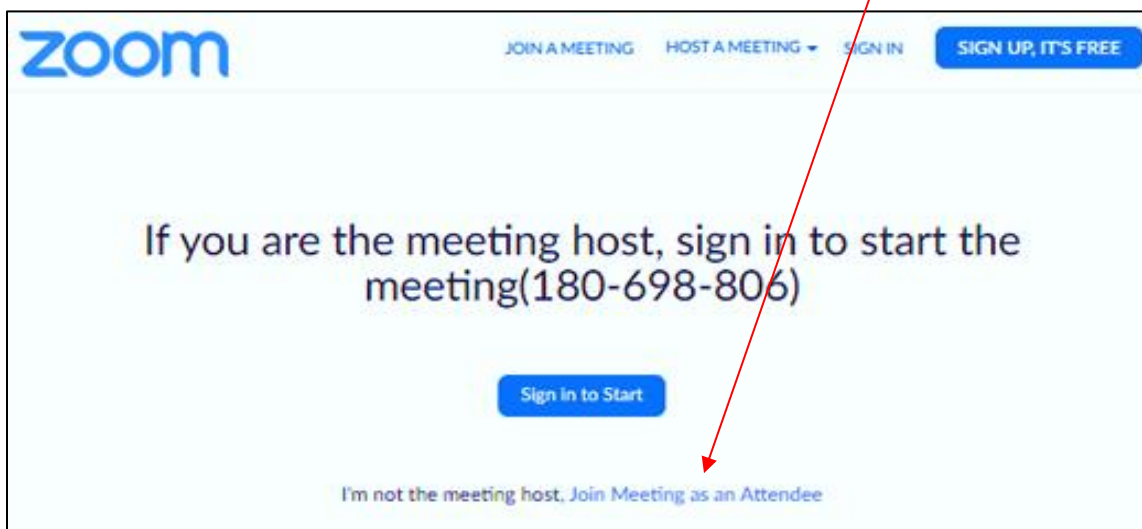 zoom
JOIN A MEETING HOST A MEETING SIGN IN SIGN UP, IT'S FREE
If you are the meeting host, sign in to start the
meeting(180-698-806)
Sign in to Start
I'm not the meeting host, Join Meeting as an Attendee